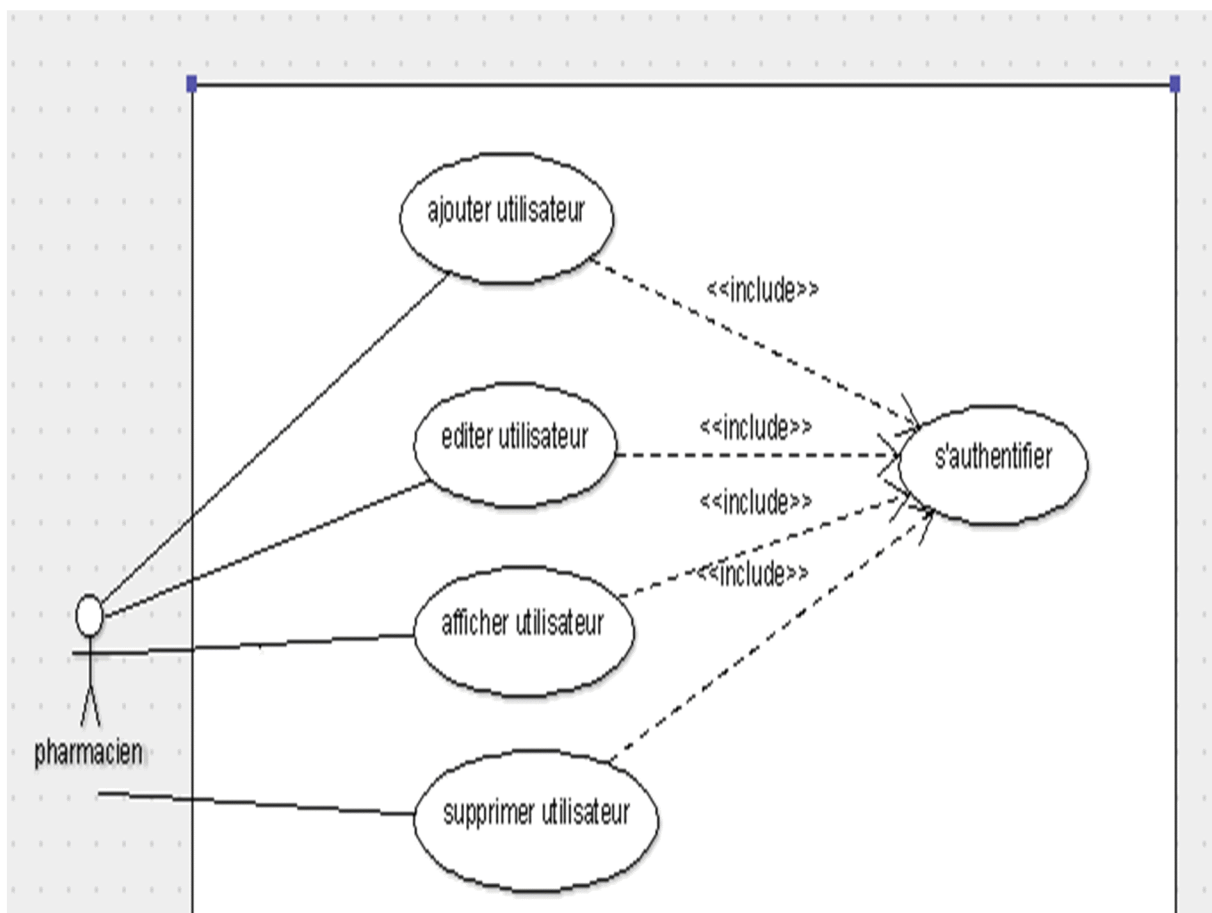 ajouter utilisateur
<<include>>
editer utilisateur
<<include>>
s'authentifier
<<include>>
afficher utilisateur
<<include>>
pharmacien
supprimer utilisateur